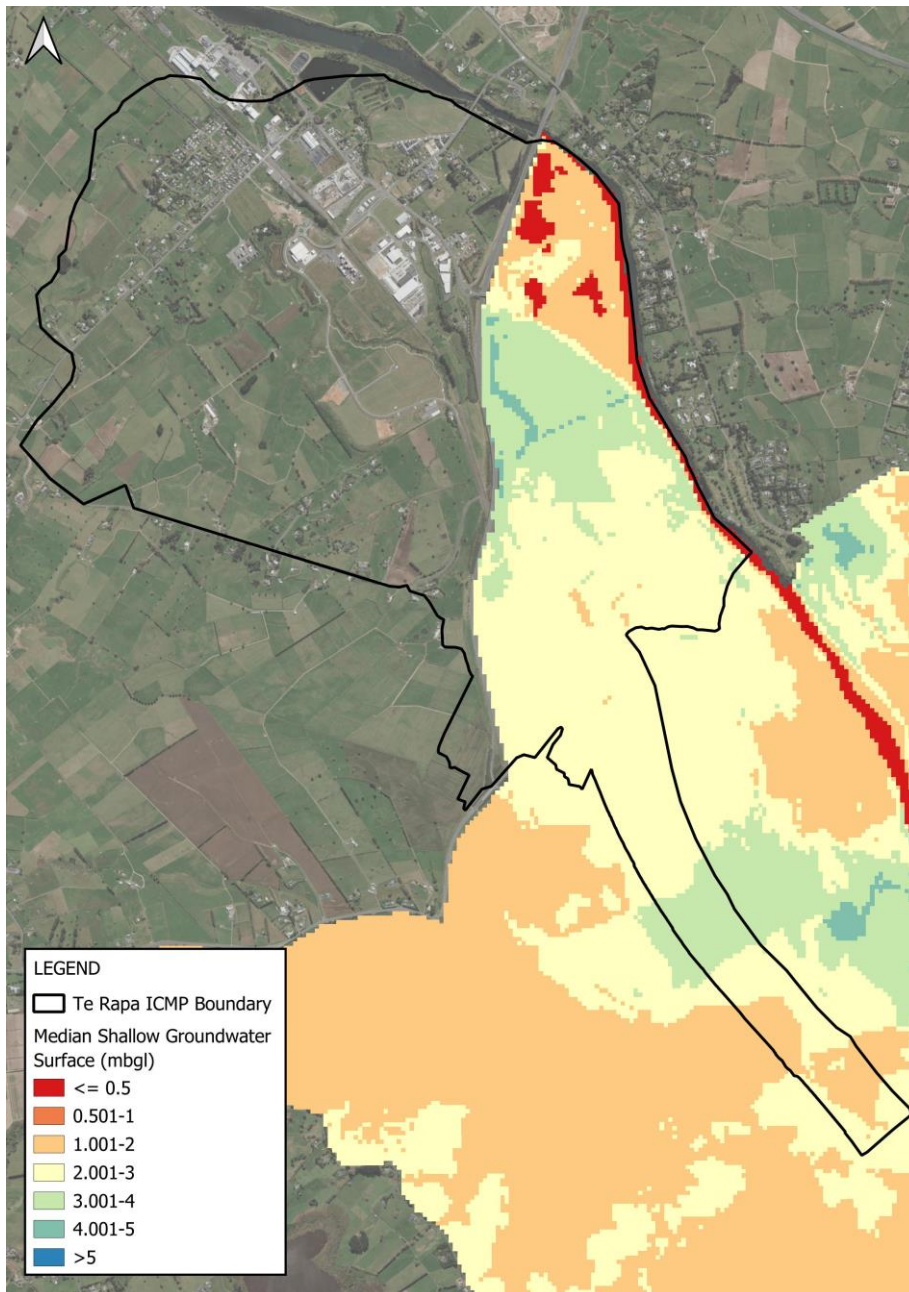 LEGEND
Te Rapa ICMP Boundary
Median Shallow Groundwater
Surface (mbgl)
<= 0.5
0.501-1
1.001-2
2.001-3
3.001-4
4.001-5
>5